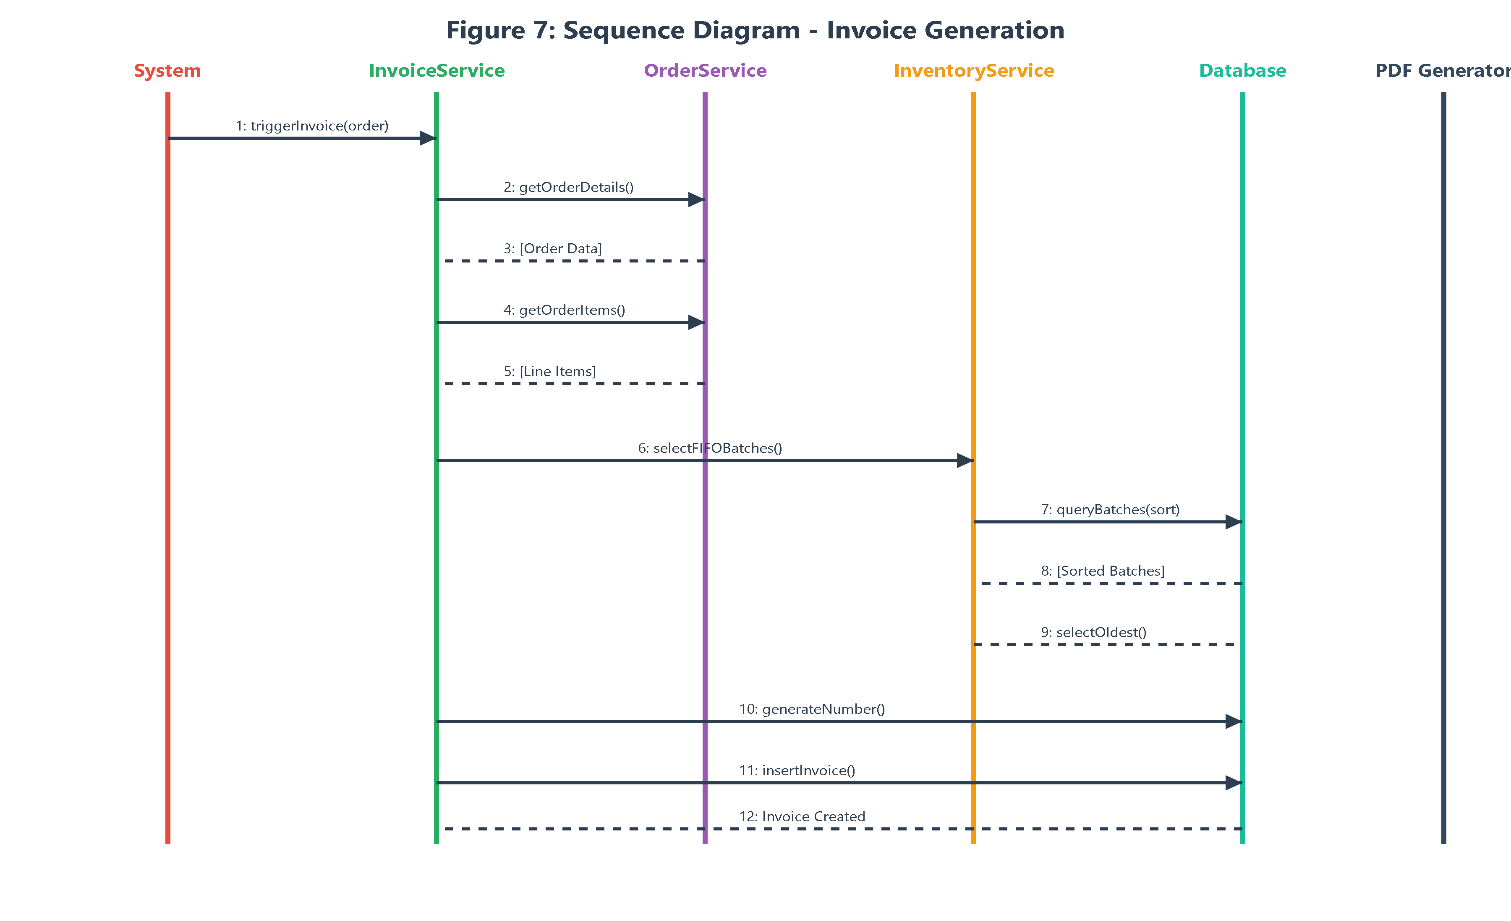 Figure 7: Sequence Diagram - Invoice Generation
System InvoiceService OrderService InventoryService Database PDF Generator
1: triggerInvoice(order)
2: getOrderDetails()
3: [Order Data]
4: getOrderItems()
5: [Line Items]
6: selectFIFOBatches()
7: queryBatches(sort)
8: [Sorted Batches]
9: selectOldest()
10: generateNumber()
11: insertInvoice()
12: Invoice Created